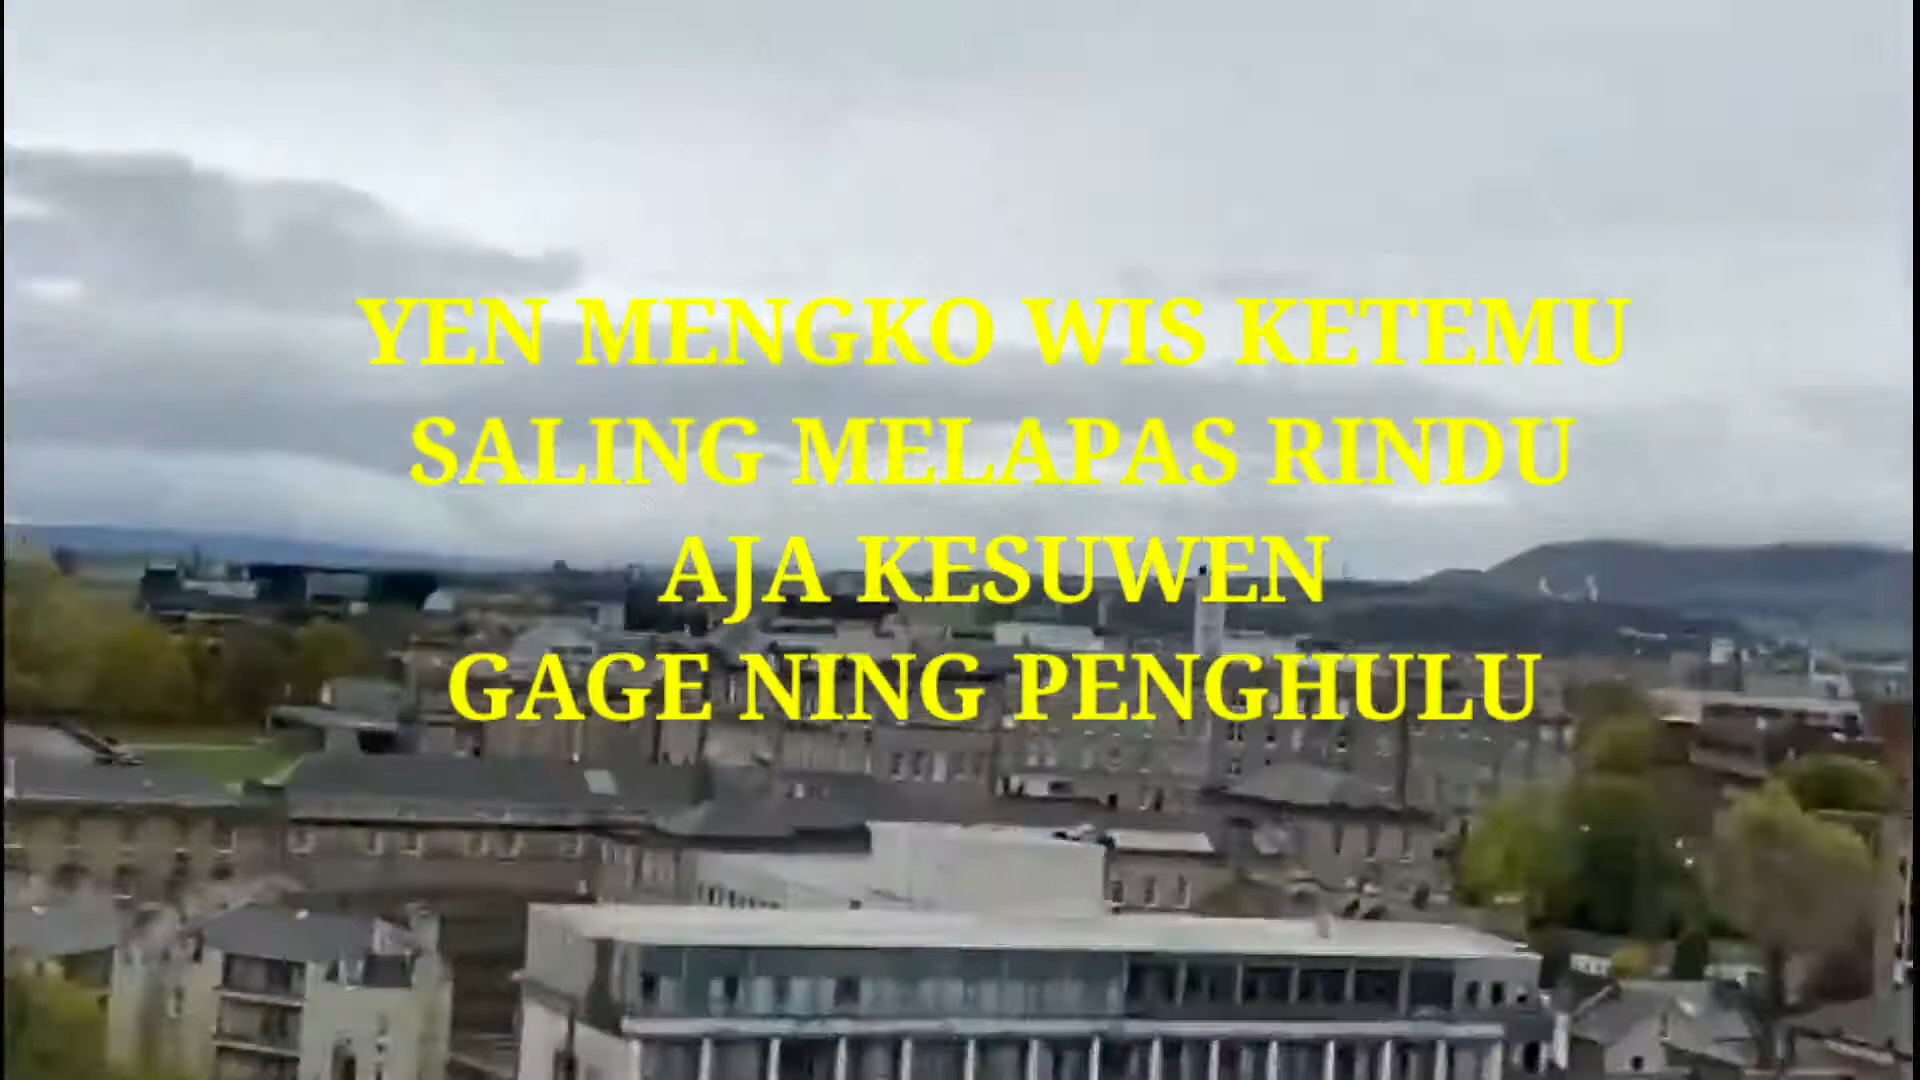 YEN MENGKO WIS KETEMU
SALING MELAPAS RINDU
AJA KESUWEN
GAGE NING PENGHULU